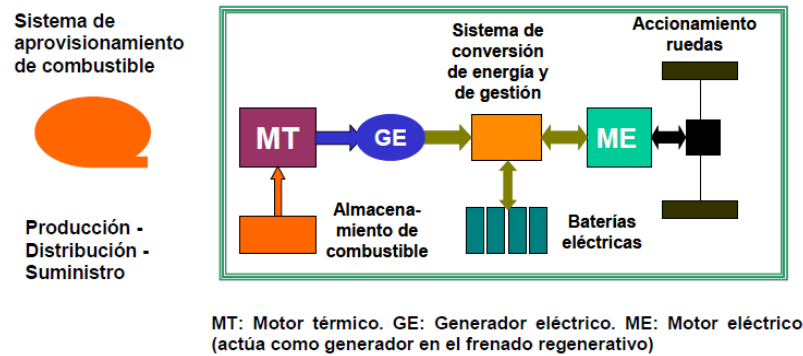 Sistema de
aprovisionamiento
de combustible
Producción -
Distribución -
Suministro
Sistema de
conversión
de energía y
de gestión
Accionamiento
ruedas
MT
GE
ME
Almacena-
miento de
combustible
Baterías
eléctricas
MT: Motor térmico. GE: Generador eléctrico. ME: Motor eléctrico
(actúa como generador en el frenado regenerativo)